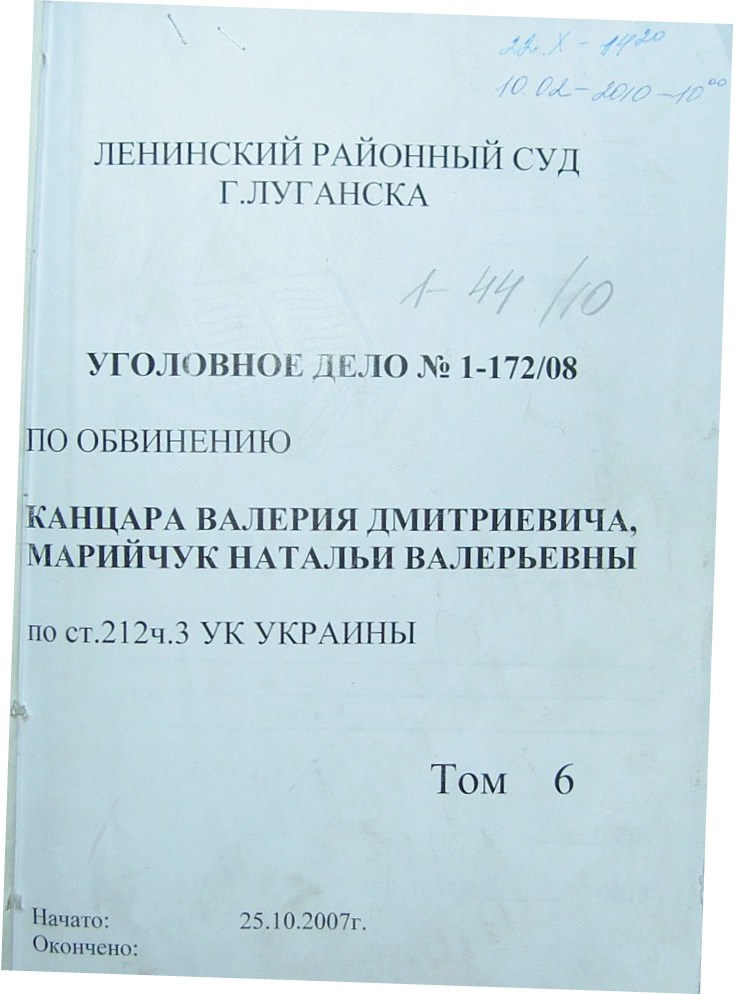 22.X - 14²⁰
10.02-2010-10⁰⁰
ЛЕНИНСКИЙ РАЙОННЫЙ СУД
Г.ЛУГАНСКА
1-44/10
УГОЛОВНОЕ ДЕЛО № 1-172/08
ПО ОБВИНЕНИЮ
КАНЦАРА ВАЛЕРИЯ ДМИТРИЕВИЧА,
МАРИЙЧУК НАТАЛЬИ ВАЛЕРЬЕВНЫ
по ст.212ч.3 УК УКРАИНЫ
Том 6
Начато: 25.10.2007г.
Окончено: